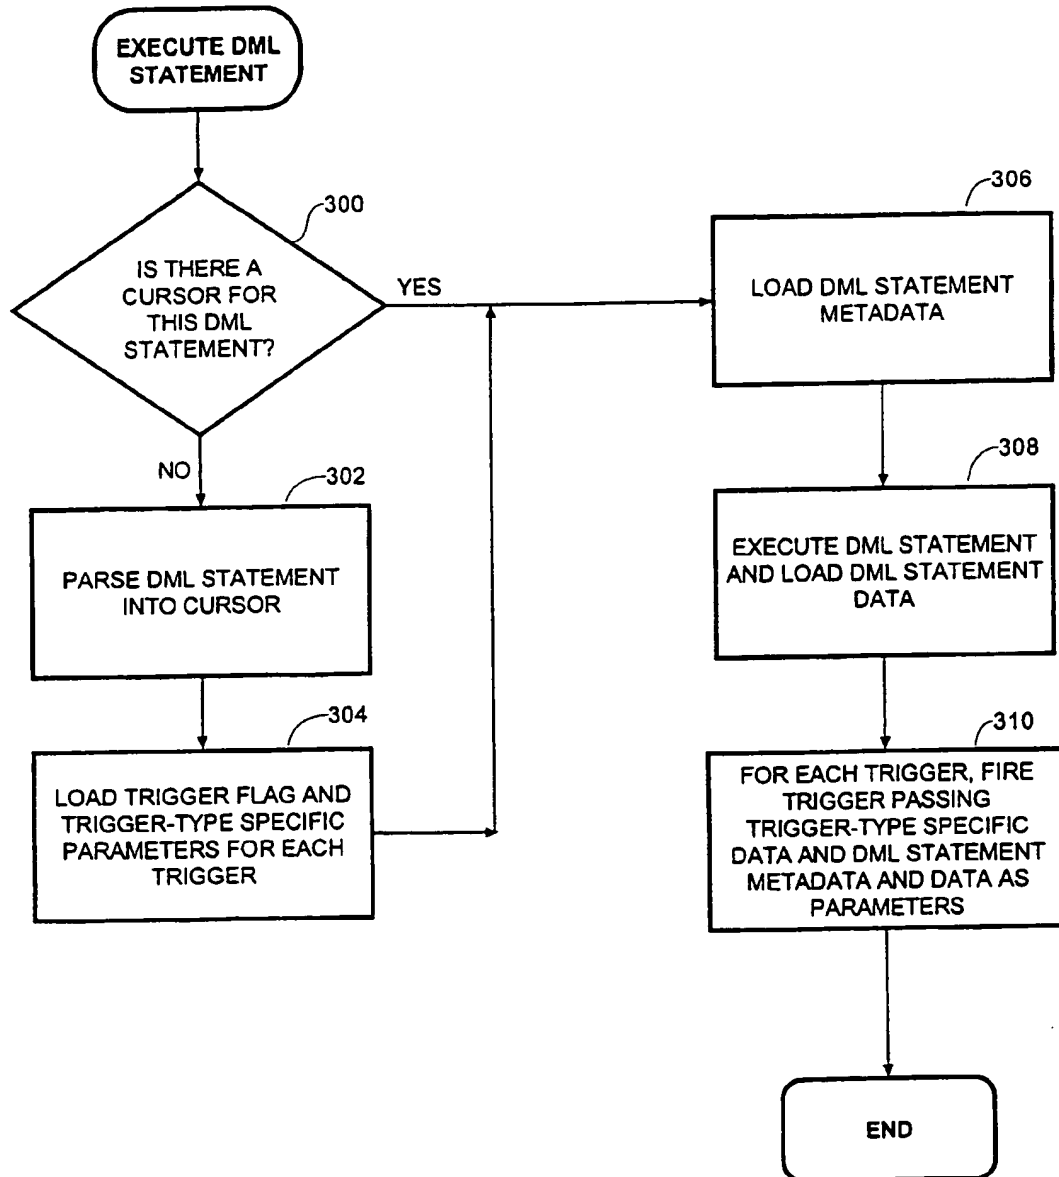 EXECUTE DML
STATEMENT
300
IS THERE A
CURSOR FOR
THIS DML
STATEMENT?
YES
NO
302
PARSE DML STATEMENT
INTO CURSOR
304
LOAD TRIGGER FLAG AND
TRIGGER-TYPE SPECIFIC
PARAMETERS FOR EACH
TRIGGER
306
LOAD DML STATEMENT
METADATA
308
EXECUTE DML STATEMENT
AND LOAD DML STATEMENT
DATA
310
FOR EACH TRIGGER, FIRE
TRIGGER PASSING
TRIGGER-TYPE SPECIFIC
DATA AND DML STATEMENT
METADATA AND DATA AS
PARAMETERS
END